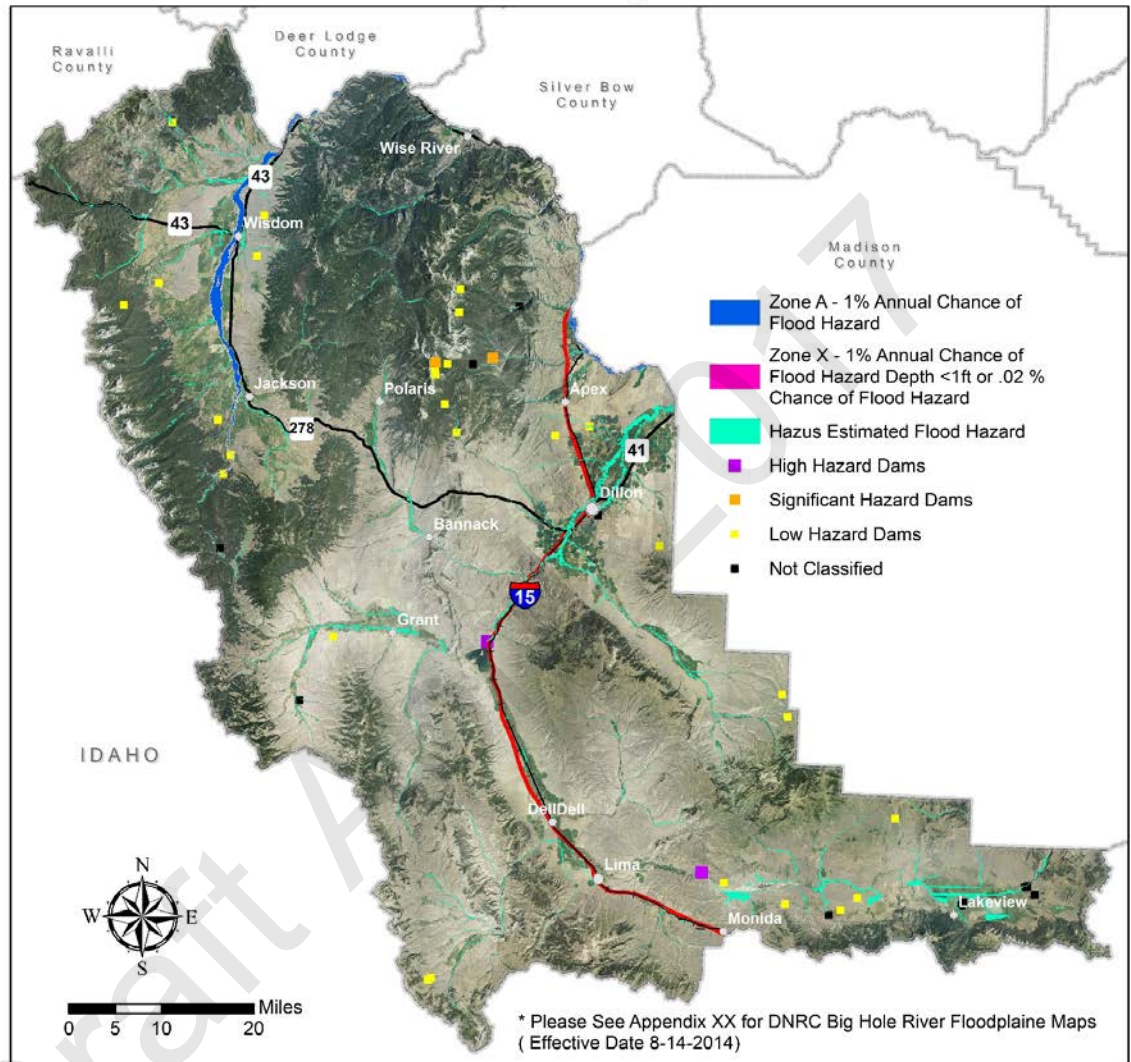 Ravalli
County
Deer Lodge
County
Silver Bow
County
Wise River
43
43
Wisdom
Madison
County
Zone A - 1% Annual Chance of
Flood Hazard
Zone X - 1% Annual Chance of
Flood Hazard Depth <1ft or .02 %
Chance of Flood Hazard
Hazus Estimated Flood Hazard
High Hazard Dams
Significant Hazard Dams
Low Hazard Dams
Not Classified
Jackson
Polaris
Apex
278
41
Dillon
Bannack
15
Grant
IDAHO
DellDell
Lima
Monida
Lakeview
N
W
E
S
Miles
0 5 10 20
* Please See Appendix XX for DNRC Big Hole River Floodplaine Maps
( Effective Date 8-14-2014)